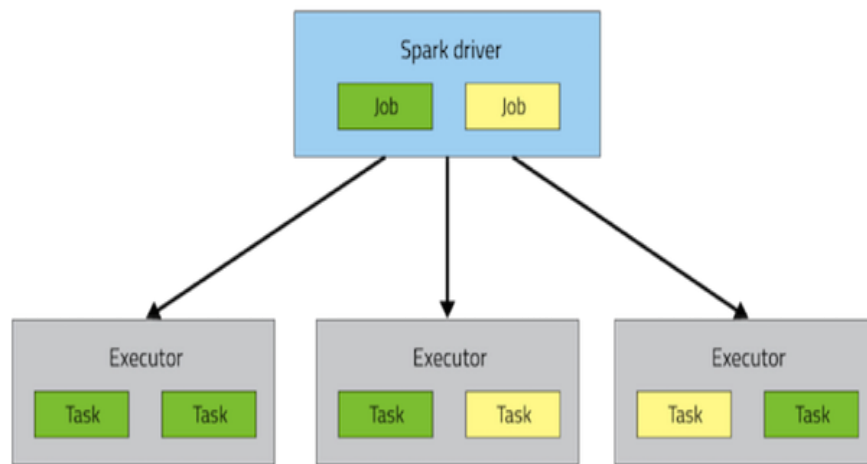 Spark driver
Job Job
Executor Executor Executor
Task Task Task Task Task Task